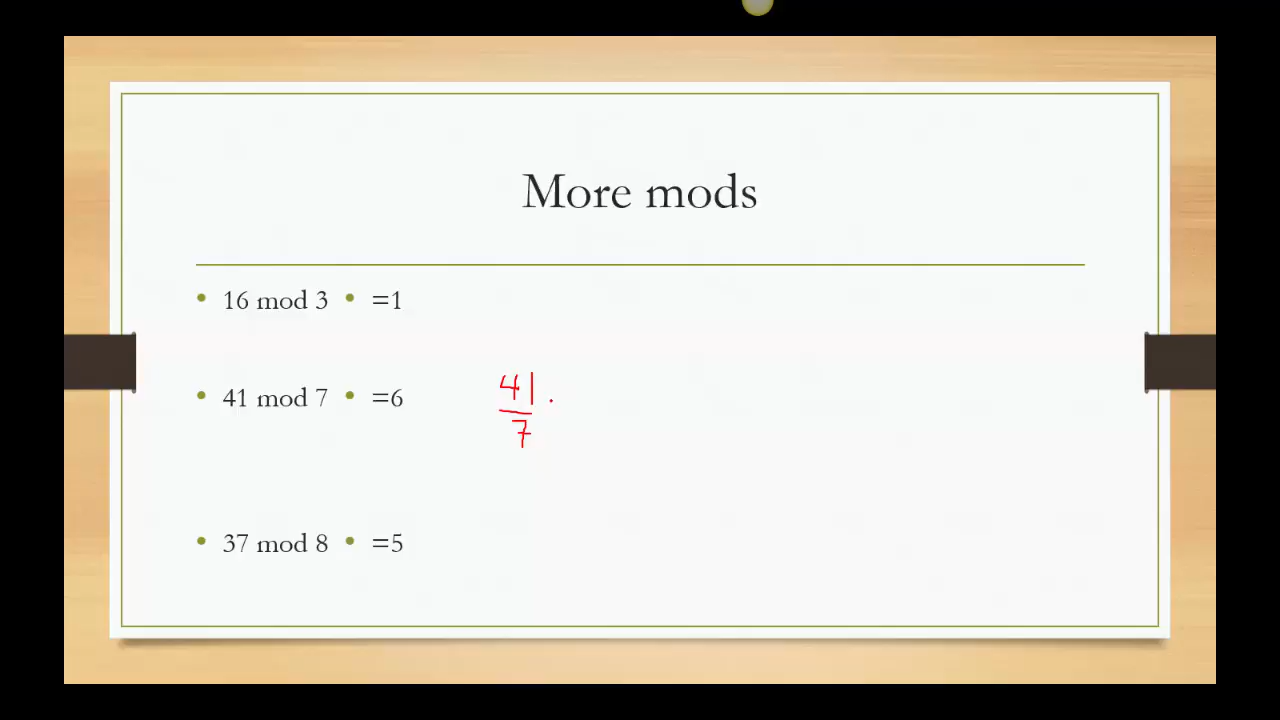 More mods
• 16 mod 3 • =1
• 41 mod 7 • =6
41
7
• 37 mod 8 • =5